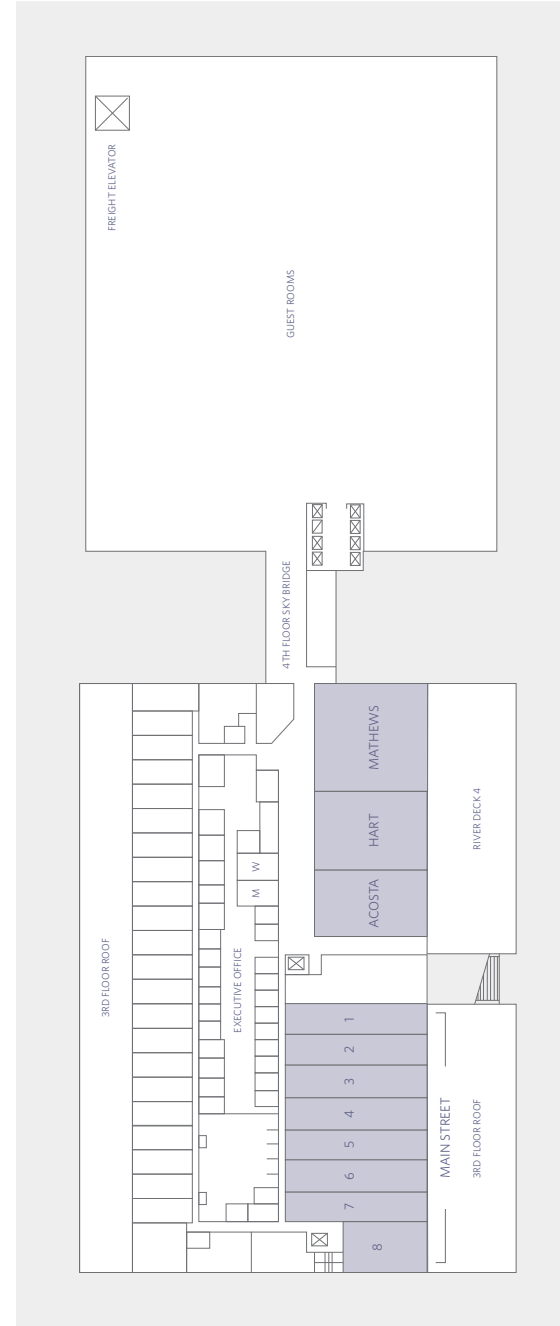 FREIGHT ELEVATOR
GUEST ROOMS
4TH FLOOR SKY BRIDGE
MATHEWS
HART
ACOSTA
RIVER DECK 4
W
M
EXECUTIVE OFFICE
3RD FLOOR ROOF
1
2
3
4
5
6
7
8
MAIN STREET
3RD FLOOR ROOF